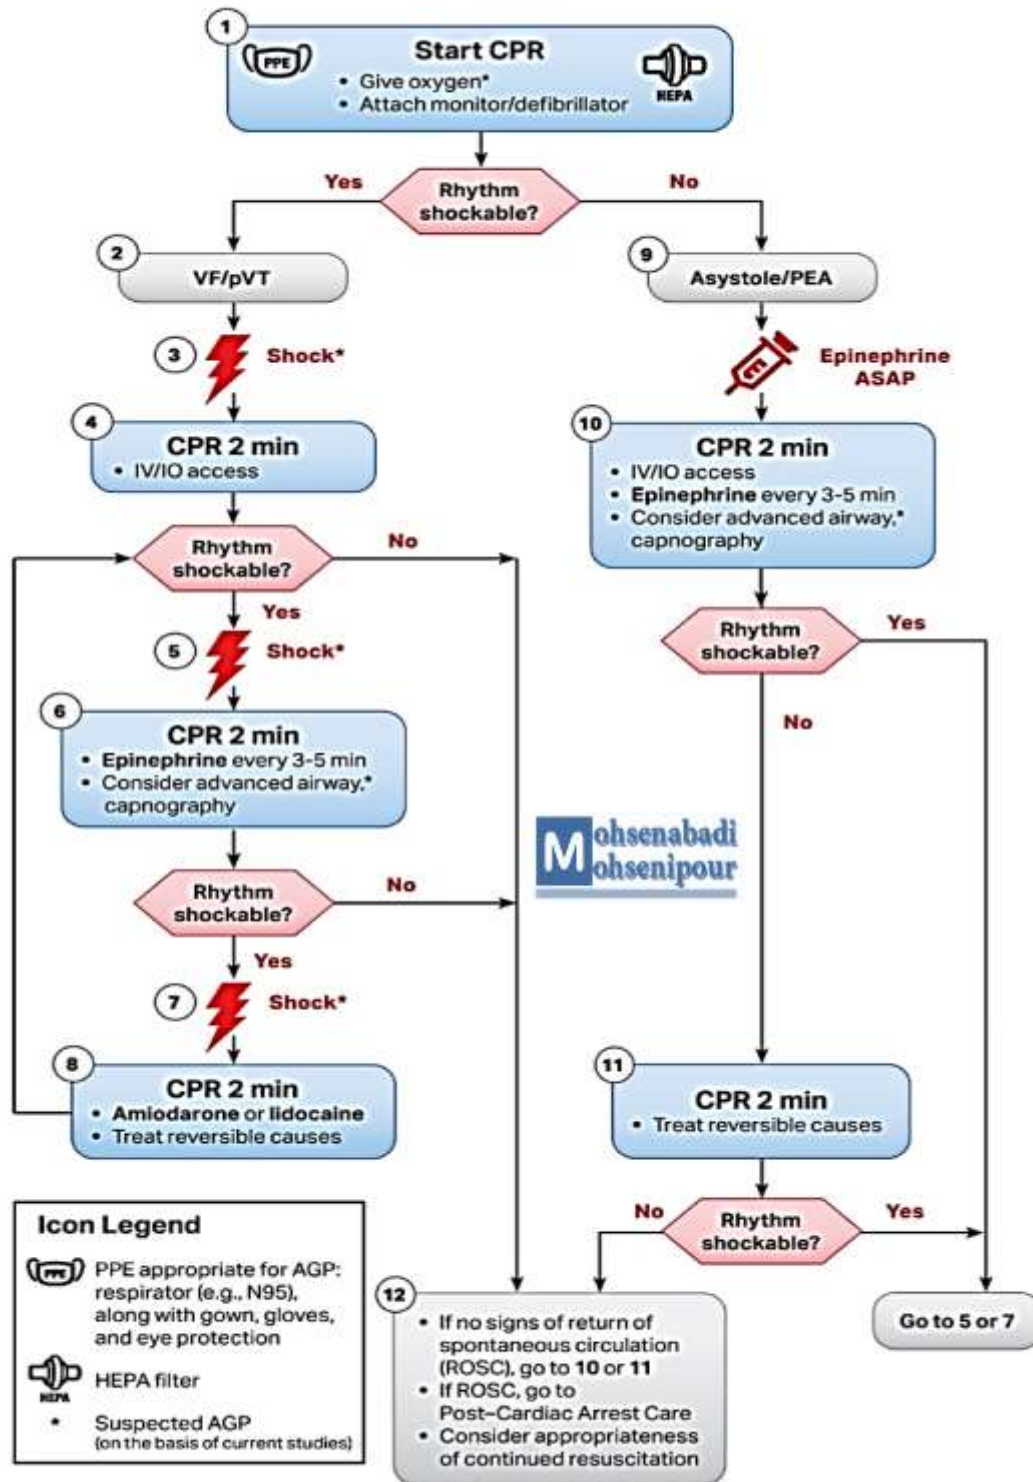 1
PPE
Start CPR
• Give oxygen*
• Attach monitor/defibrillator
HEPA
Yes
Rhythm
shockable?
No
2
VF/pVT
9
Asystole/PEA
3
Shock*
Epinephrine
ASAP
4
CPR 2 min
• IV/IO access
10
CPR 2 min
• IV/IO access
• Epinephrine every 3-5 min
• Consider advanced airway,*
capnography
Rhythm
shockable?
No
Yes
Rhythm
shockable?
Yes
No
5
Shock*
6
CPR 2 min
• Epinephrine every 3-5 min
• Consider advanced airway,*
capnography
Mohsenabadi
Mohsenipour
Rhythm
shockable?
No
Yes
7
Shock*
8
CPR 2 min
• Amiodarone or lidocaine
• Treat reversible causes
11
CPR 2 min
• Treat reversible causes
No
Rhythm
shockable?
Yes
Icon Legend
PPE
PPE appropriate for AGP:
respirator (e.g., N95),
along with gown, gloves,
and eye protection
HEPA
HEPA filter
* Suspected AGP
(on the basis of current studies)
12
• If no signs of return of
spontaneous circulation
(ROSC), go to 10 or 11
• If ROSC, go to
Post–Cardiac Arrest Care
• Consider appropriateness
of continued resuscitation
Go to 5 or 7